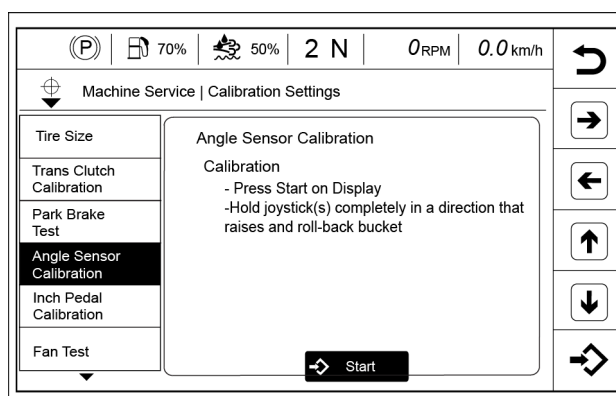 (P) 70% 50% 2 N 0 RPM 0.0 km/h
Machine Service | Calibration Settings
Tire Size
Trans Clutch
Calibration
Park Brake
Test
Angle Sensor
Calibration
Inch Pedal
Calibration
Fan Test
Angle Sensor Calibration
Calibration
- Press Start on Display
-Hold joystick(s) completely in a direction that
raises and roll-back bucket
Start